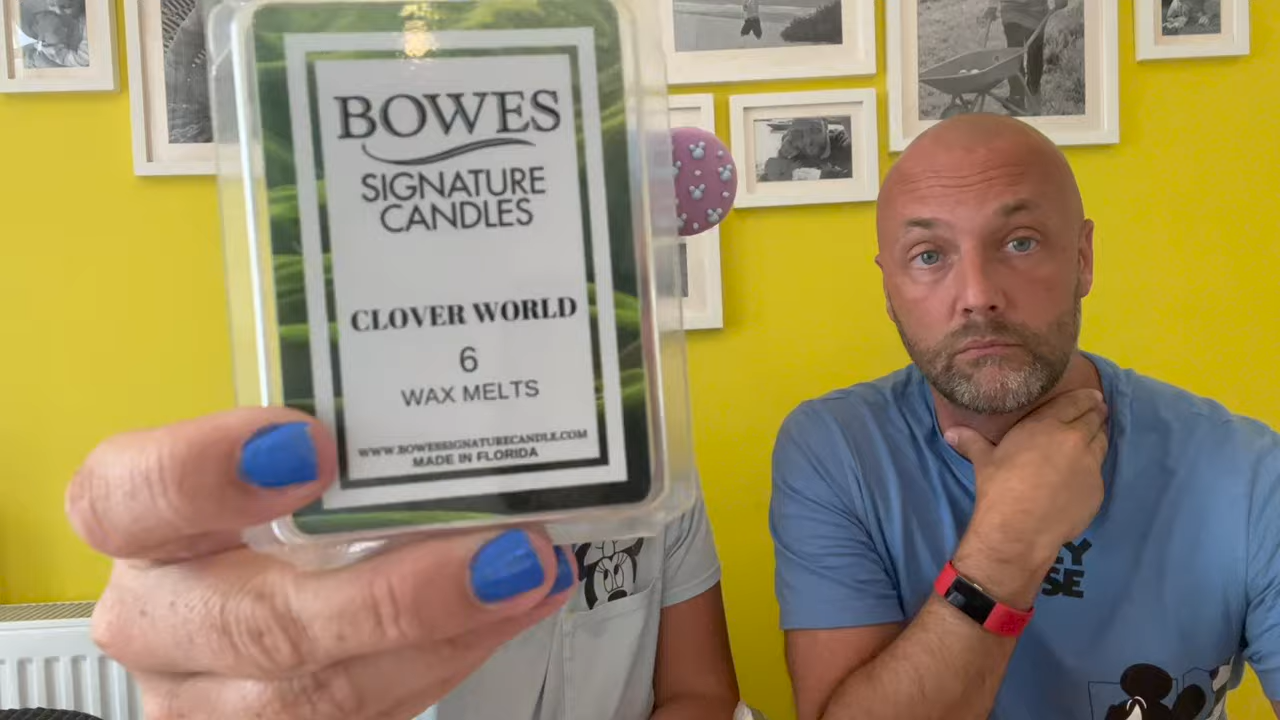 BOWES
SIGNATURE
CANDLES
CLOVER WORLD
6
WAX MELTS
WWW.BOWESSIGNATURECANDLE.COM
MADE IN FLORIDA